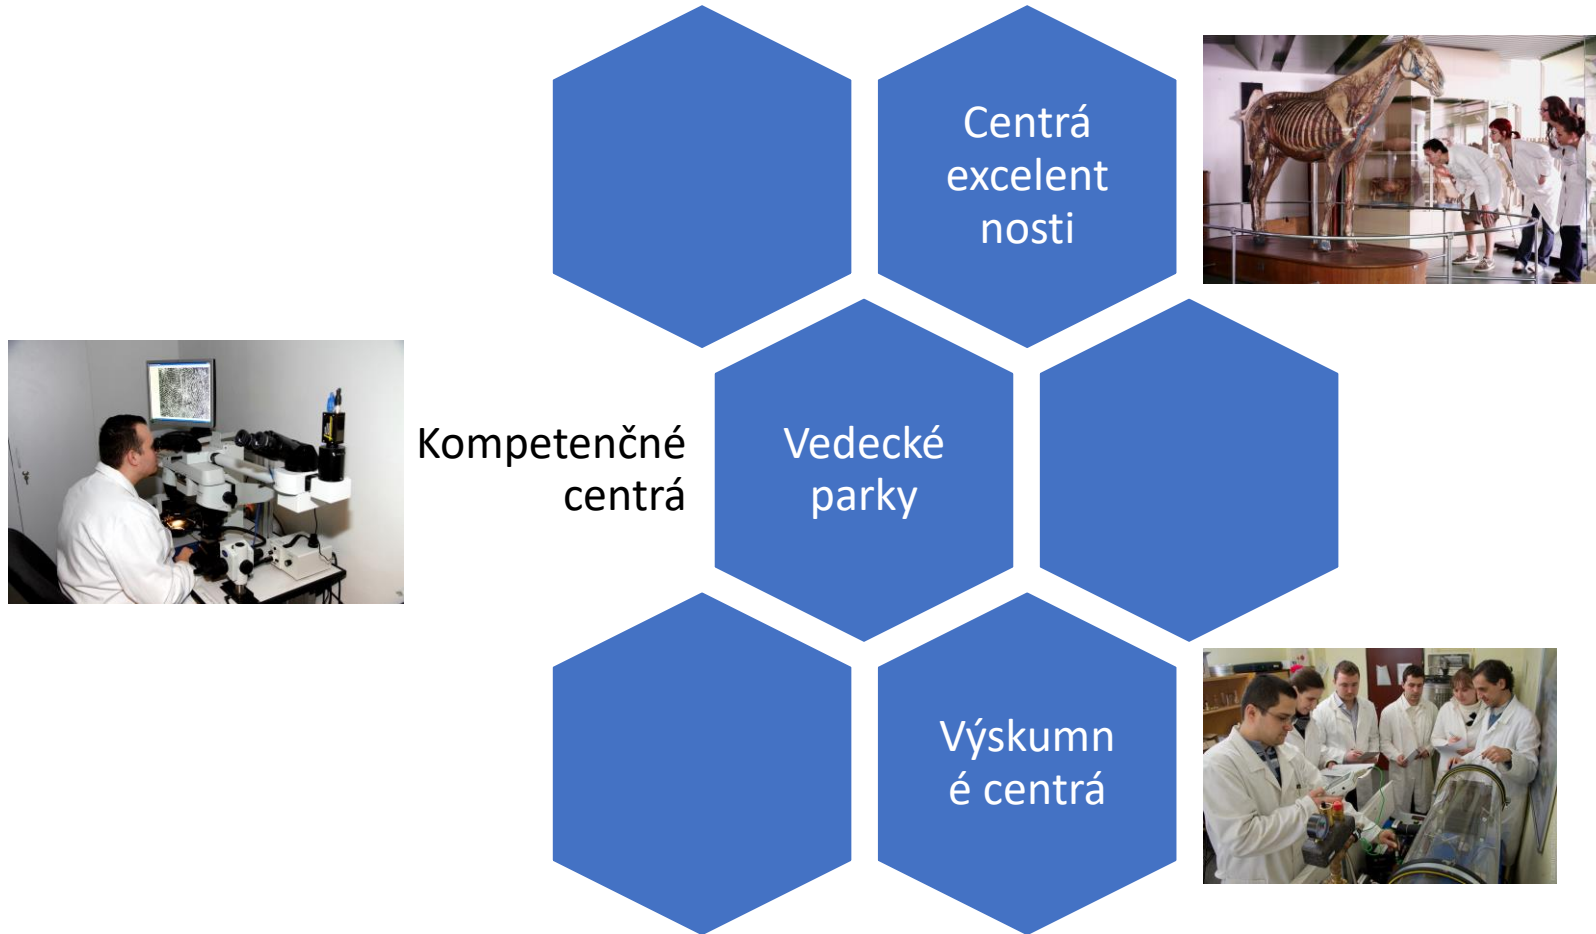 Centrá
excelent
nosti
Kompetenčné
centrá
Vedecké
parky
Výskumn
é centrá